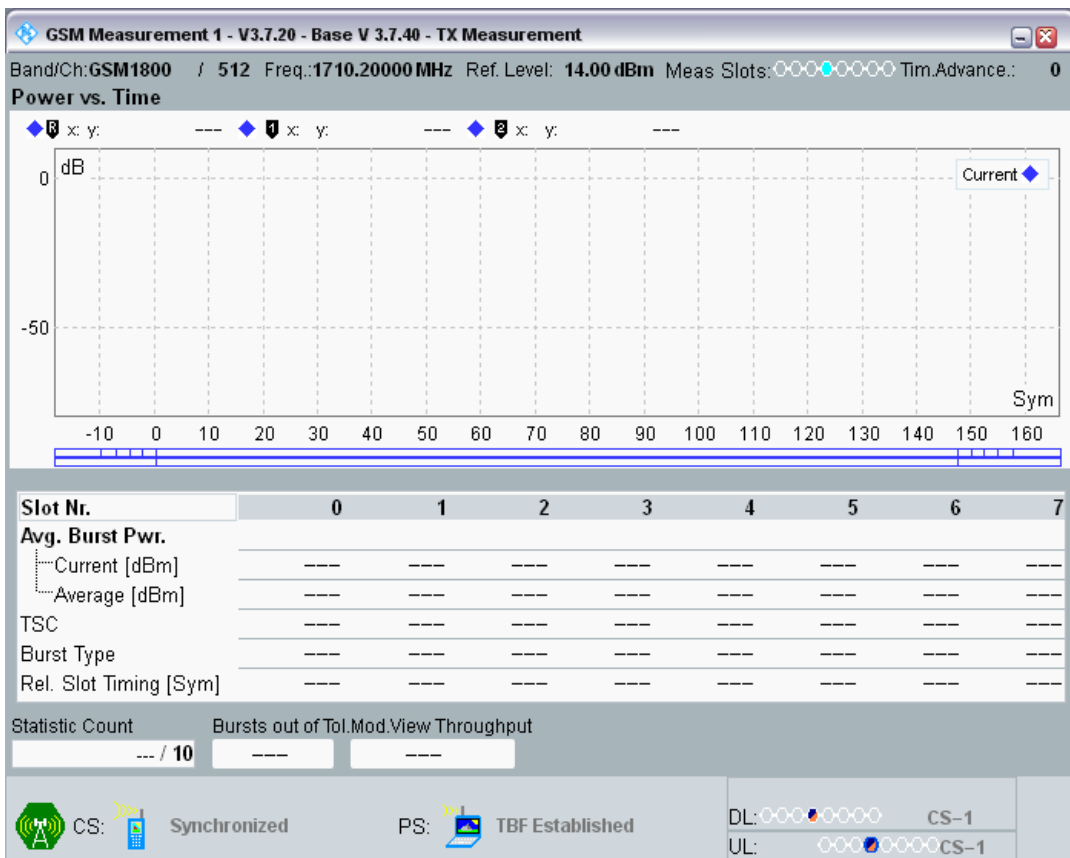 GSM Measurement 1 - V3.7.20 - Base V 3.7.40 - TX Measurement
Band/Ch:GSM1800 / 512 Freq.:1710.20000 MHz Ref. Level: 14.00 dBm Meas Slots: Tim.Advance.: 0
Power vs. Time
R x: y: --- 1 x: y: --- 2 x: y: ---
dB
0
Current
-50
Sym
-10 0 10 20 30 40 50 60 70 80 90 100 110 120 130 140 150 160
Slot Nr. 0 1 2 3 4 5 6 7
Avg. Burst Pwr.
Current [dBm] --- --- --- --- --- --- --- ---
Average [dBm] --- --- --- --- --- --- --- ---
TSC --- --- --- --- --- --- --- ---
Burst Type --- --- --- --- --- --- --- ---
Rel. Slot Timing [Sym] --- --- --- --- --- --- --- ---
Statistic Count Bursts out of Tol.Mod.View Throughput
--- / 10 --- ---
CS: Synchronized PS: TBF Established DL: CS-1
UL: CS-1